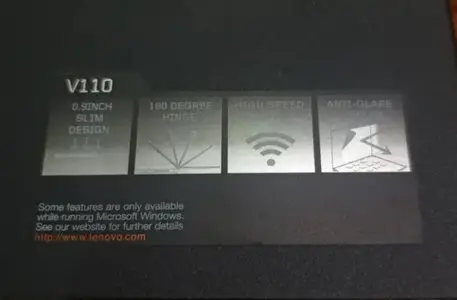 V110
0.9INCH
SLIM
DESIGN
180 DEGREE
HINGE
HIGH SPEED
ANTI-GLARE
Some features are only available
while running Microsoft Windows.
See our website for further details
http://www.lenovo.com